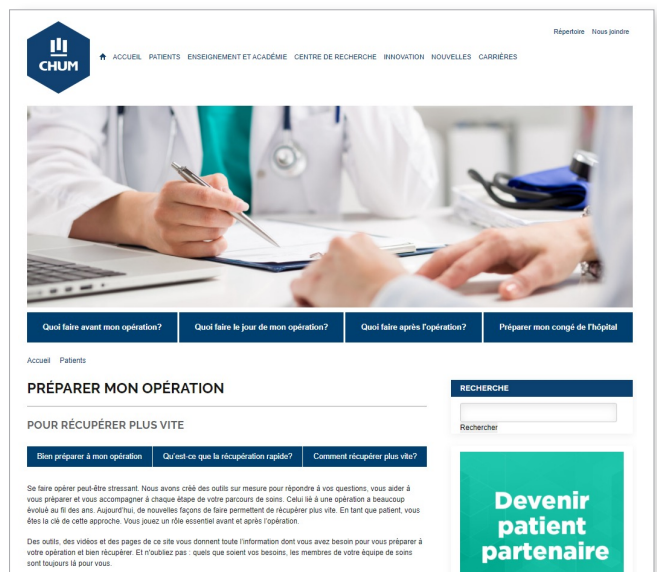 Répertoire Nous joindre
CHUM
ACCUEIL PATIENTS ENSEIGNEMENT ET ACADÉMIE CENTRE DE RECHERCHE INNOVATION NOUVELLES CARRIÈRES
Quoi faire avant mon opération? Quoi faire le jour de mon opération? Quoi faire après l'opération? Préparer mon congé de l'hôpital
Accueil Patients
PRÉPARER MON OPÉRATION
POUR RÉCUPÉRER PLUS VITE
Bien préparer à mon opération Qu'est-ce que la récupération rapide? Comment récupérer plus vite?
Se faire opérer peut-être stressant. Nous avons créé des outils sur mesure pour répondre à vos questions, vous aider à
vous préparer et vous accompagner à chaque étape de votre parcours de soins. Celui lié à une opération a beaucoup
évolué au fil des ans. Aujourd'hui, de nouvelles façons de faire permettent de récupérer plus vite. En tant que patient, vous
êtes la clé de cette approche. Vous jouez un rôle essentiel avant et après l'opération.
Des outils, des vidéos et des pages de ce site vous donnent toute l'information dont vous avez besoin pour vous préparer à
votre opération et bien récupérer. Et n'oubliez pas : quels que soient vos besoins, les membres de votre équipe de soins
sont toujours là pour vous.
RECHERCHE
Rechercher
Devenir
patient
partenaire